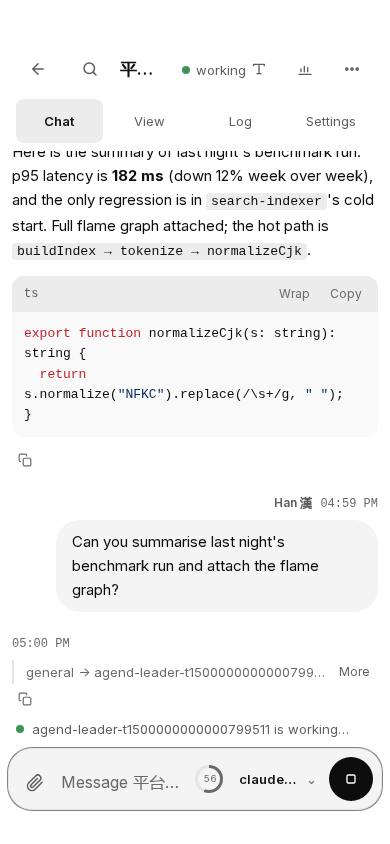 平… working
Chat View Log Settings
Here is the summary of last night's benchmark run.
p95 latency is 182 ms (down 12% week over week),
and the only regression is in search-indexer's cold
start. Full flame graph attached; the hot path is
buildIndex → tokenize → normalizeCjk.
ts Wrap Copy
export function normalizeCjk(s: string):
string {
return
s.normalize("NFKC").replace(/\s+/g, " ");
}
Han 漢 04:59 PM
Can you summarise last night's
benchmark run and attach the flame
graph?
05:00 PM
general → agend-leader-t1500000000000799… More
agend-leader-t1500000000000799511 is working…
Message 平台… 56 claude…